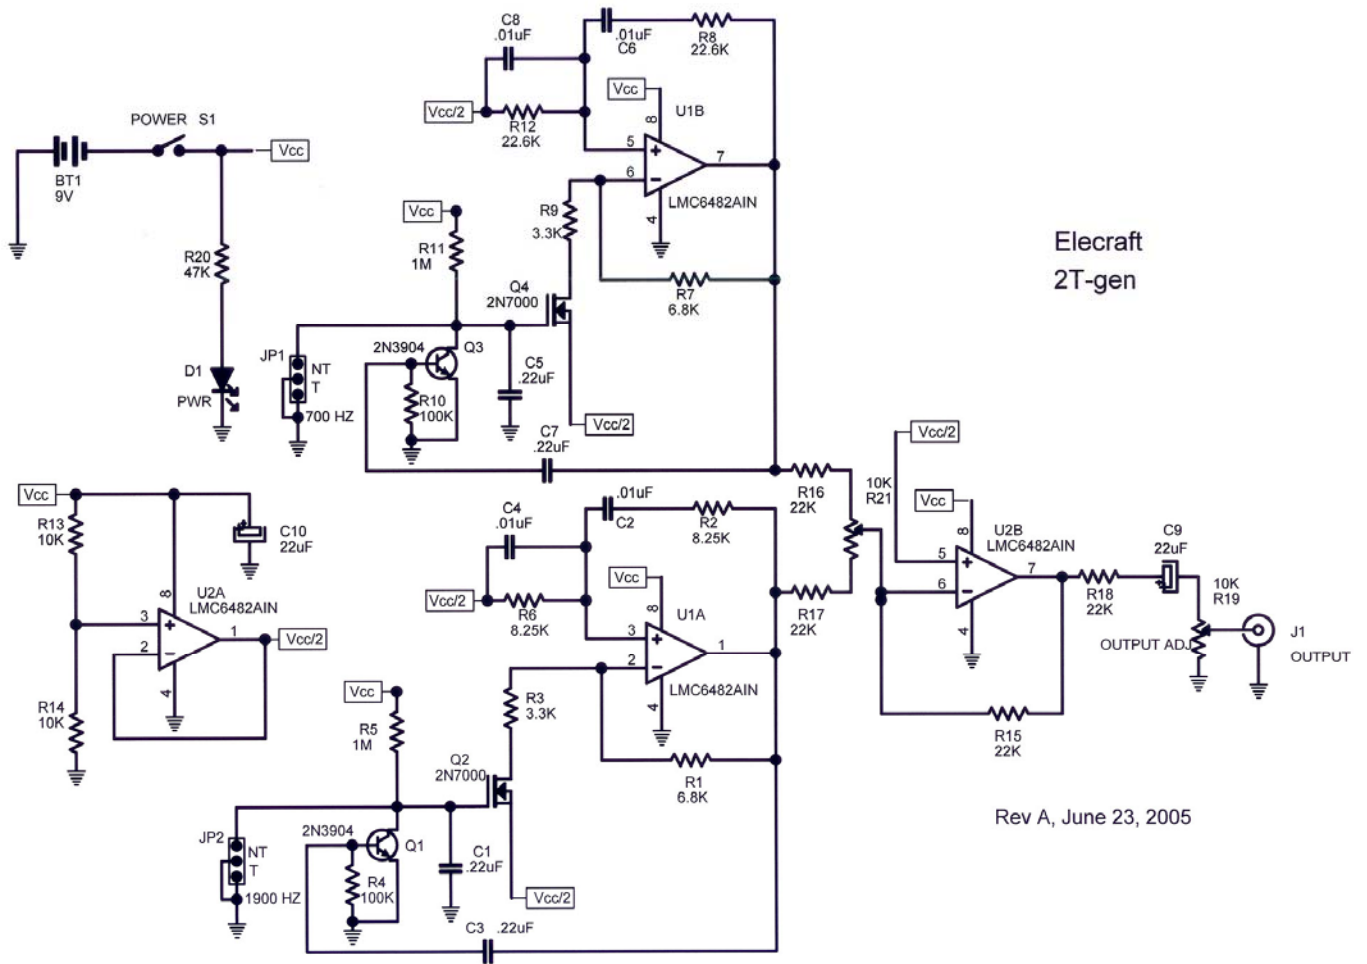 C8
.01uF
.01uF
C6
R8
22.6K
Vcc
U1B
Vcc/2
R12
22.6K
8
5
+
7
6
−
LMC6482AIN
4
POWER S1
BT1
9V
Vcc
R20
47K
D1
PWR
Vcc
R11
1M
R9
3.3K
Q4
2N7000
R7
6.8K
Elecraft
2T-gen
JP1
NT
T
700 HZ
2N3904
Q3
R10
100K
C5
.22uF
Vcc/2
C7
.22uF
Vcc
R13
10K
C10
22uF
U2A
LMC6482AIN
8
3
+
1
2
−
4
Vcc/2
R14
10K
C4
.01uF
.01uF
C2
R2
8.25K
Vcc
U1A
Vcc/2
R6
8.25K
8
3
+
1
2
−
LMC6482AIN
4
R16
22K
10K
R21
R17
22K
Vcc/2
Vcc
8
U2B
LMC6482AIN
5
+
7
6
−
4
R18
22K
C9
22uF
10K
R19
OUTPUT ADJ
J1
OUTPUT
R15
22K
Vcc
R5
1M
R3
3.3K
Q2
2N7000
R1
6.8K
JP2
NT
T
1900 HZ
2N3904
Q1
R4
100K
C1
.22uF
Vcc/2
C3 .22uF
Rev A, June 23, 2005